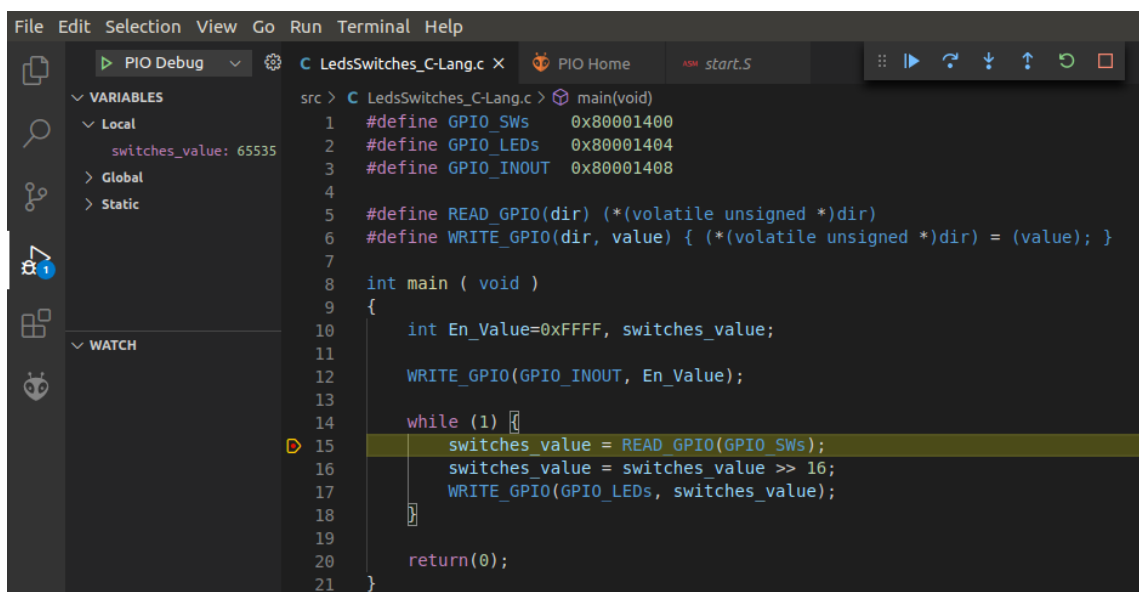 File Edit Selection View Go Run Terminal Help
PIO Debug
C LedsSwitches_C-Lang.c
PIO Home
ASM start.S
VARIABLES
Local
switches_value: 65535
Global
Static
1
WATCH
src > C LedsSwitches_C-Lang.c > main(void)
1 #define GPIO_SWs    0x80001400
2 #define GPIO_LEDs   0x80001404
3 #define GPIO_INOUT  0x80001408
4
5 #define READ_GPIO(dir) (*(volatile unsigned *)dir)
6 #define WRITE_GPIO(dir, value) { (*(volatile unsigned *)dir) = (value); }
7
8 int main ( void )
9 {
10     int En_Value=0xFFFF, switches_value;
11
12     WRITE_GPIO(GPIO_INOUT, En_Value);
13
14     while (1) {
15         switches_value = READ_GPIO(GPIO_SWs);
16         switches_value = switches_value >> 16;
17         WRITE_GPIO(GPIO_LEDs, switches_value);
18     }
19
20     return(0);
21 }